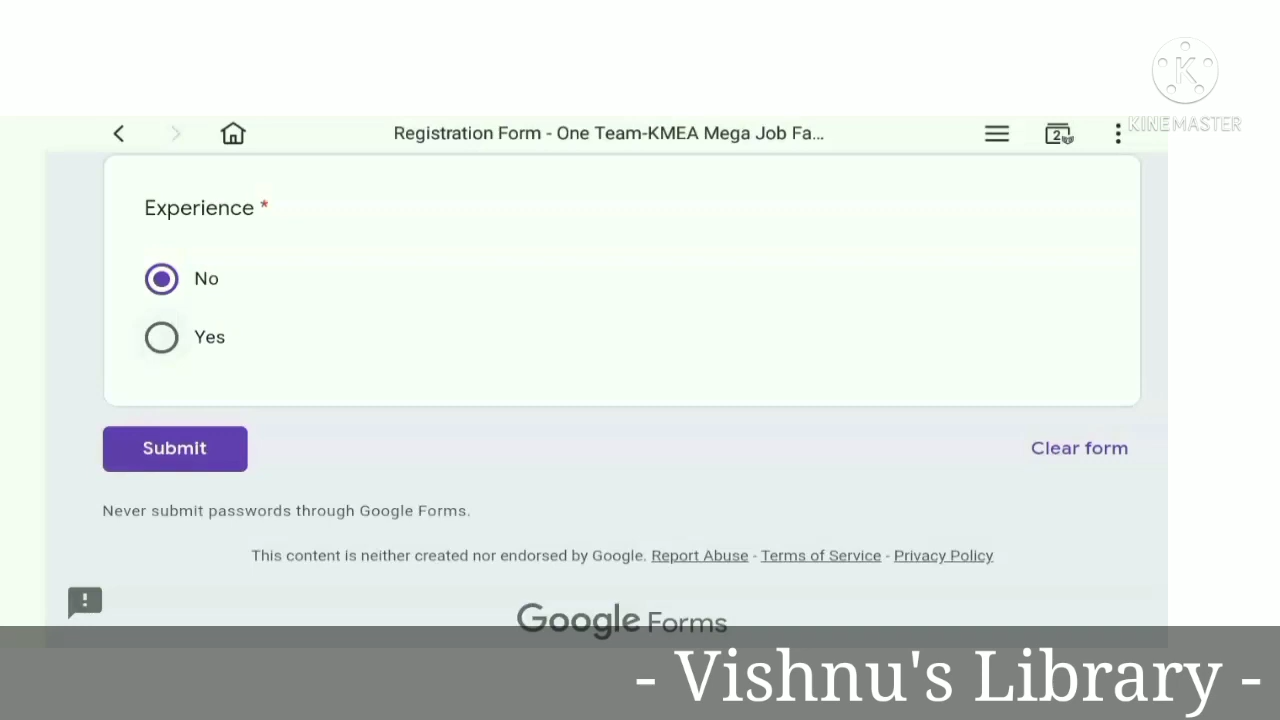 K
KINEMASTER
Registration Form - One Team-KMEA Mega Job Fa...
2
Experience *
No
Yes
Submit
Clear form
Never submit passwords through Google Forms.
This content is neither created nor endorsed by Google. Report Abuse - Terms of Service - Privacy Policy
!
Google Forms
- Vishnu's Library -